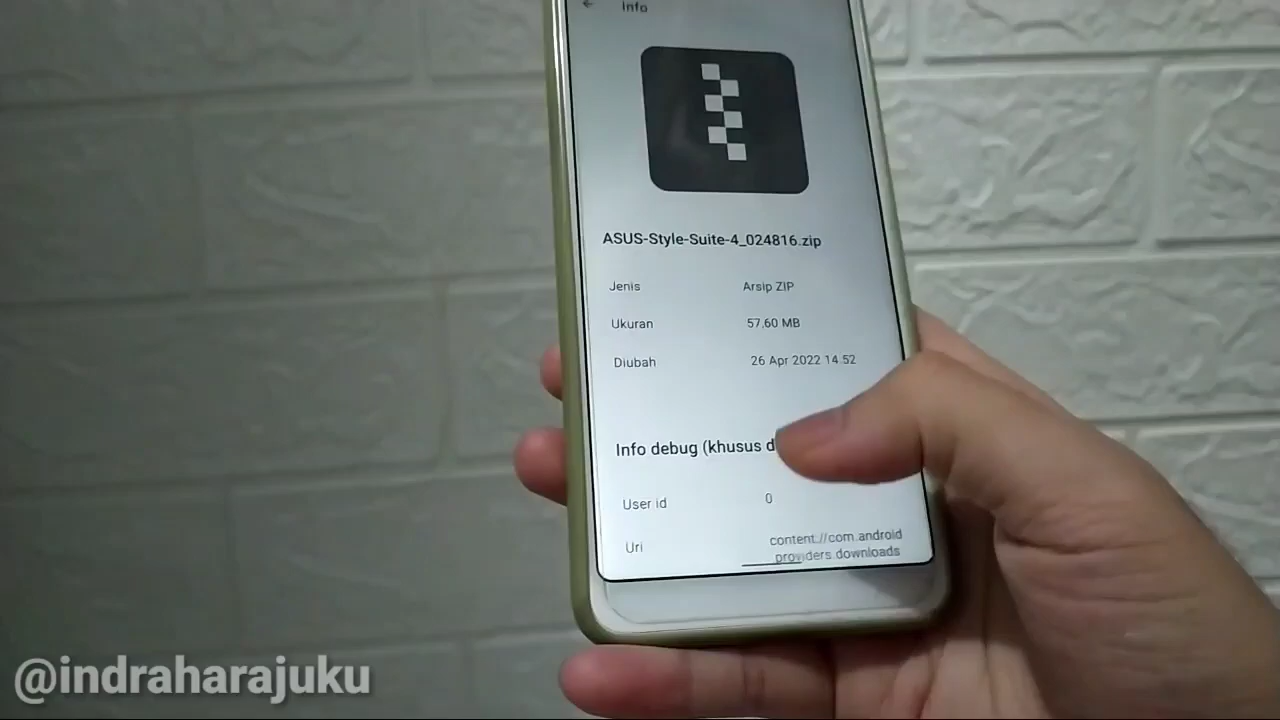 Info
ASUS-Style-Suite-4_024816.zip
Jenis Arsip ZIP
Ukuran 57.60 MB
Diubah 26 Apr 2022 14.52
Info debug (khusus d
User id 0
Uri content://com.android
providers.downloads
@indraharajuku